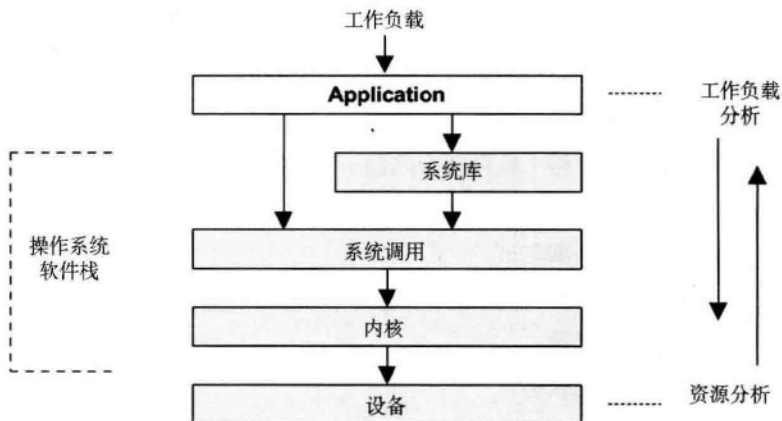 工作负载
Application
工作负载
分析
系统库
操作系统
软件栈
系统调用
内核
设备
资源分析